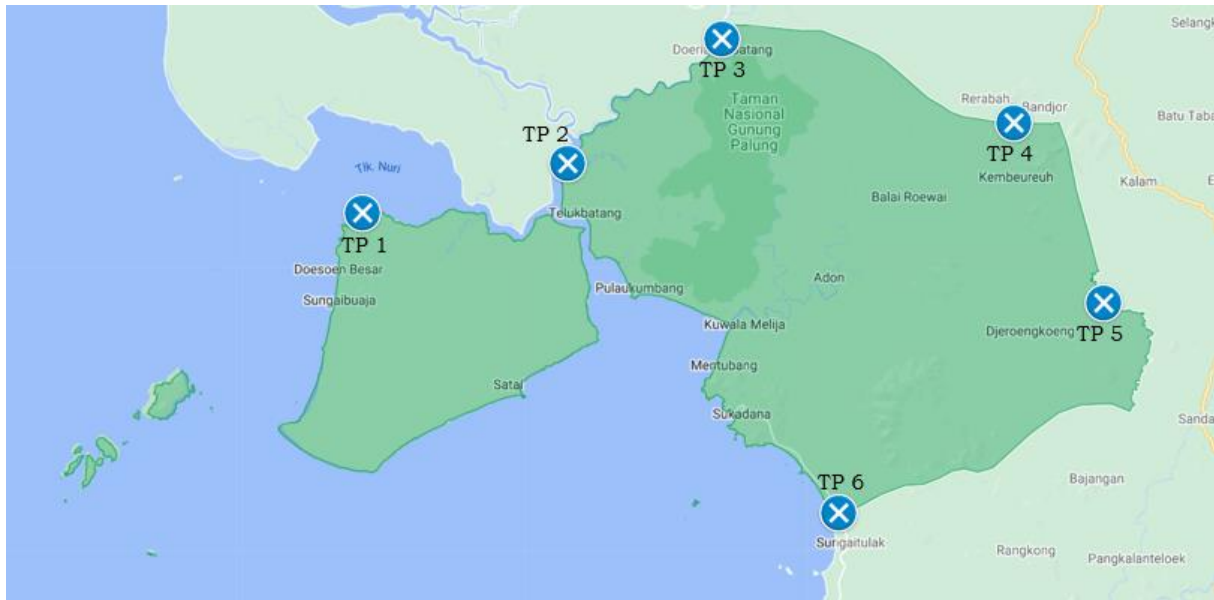 Selangk
Doeri
batang
TP 3
Taman
Nasional
Gunung
Palung
Rerabah
Bandjor
Batu Taba
TP 2
TP 4
Kembeureuh
Kalam
Tlk. Nuri
Balai Roewai
Telukbatang
TP 1
Doesoen Besar
Sungaibuaja
Pulaukumbang
Adon
Kuwala Melija
Djeroengkoeng
TP 5
Mentubang
Satai
Sukadana
Sanda
TP 6
Bajangan
Sungaitulak
Rangkong
Pangkalanteloek